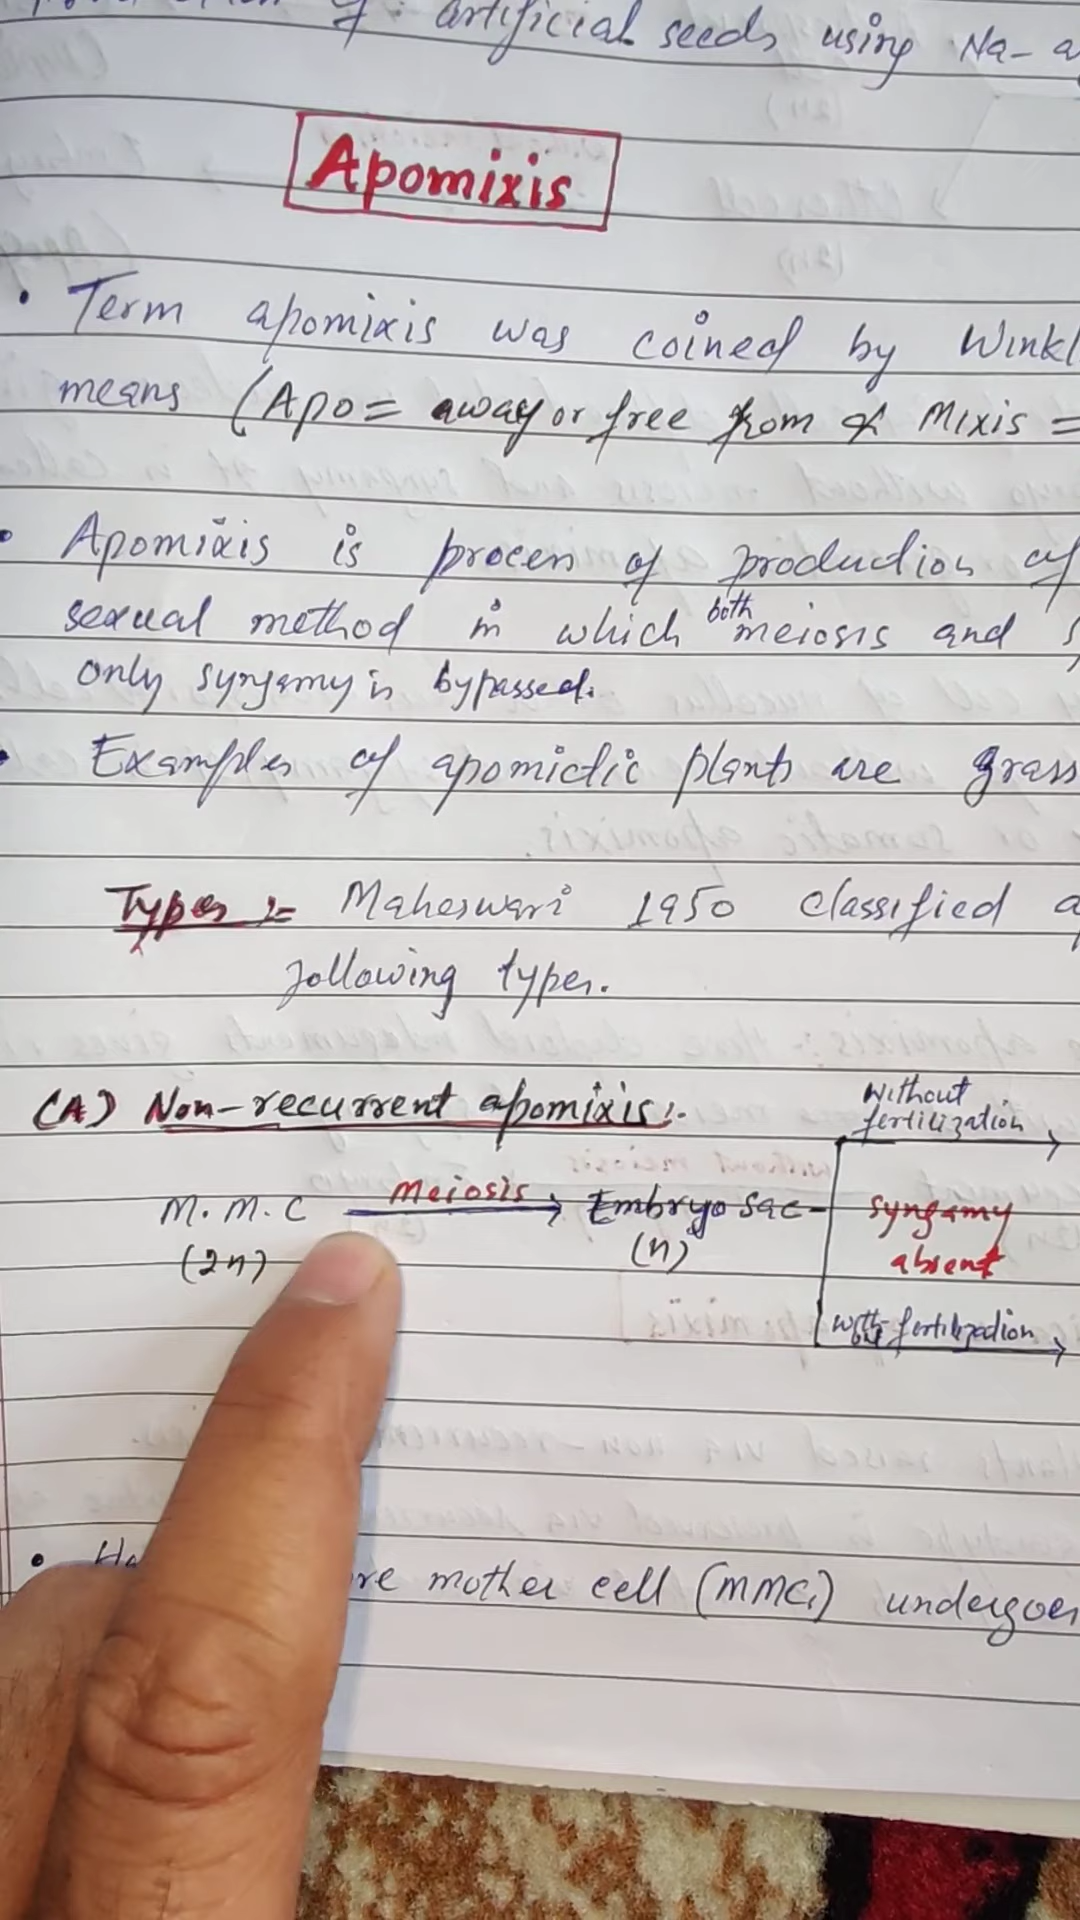 of : artificial seeds using Na- a
Apomixis
• Term apomixis was coined by Winkl
means (Apo = away or free from & Mixis =
• Apomixis is process of production of
sexual method in which both meiosis and s
only syngamy is bypassed.
• Examples of apomictic plants are grass
Types :- Maheswari 1950 classified a
following types.
(A) Non-recurrent apomixis :-
without
fertilization
M.M.C meiosis Embryo sac
(2n) (n)
syngamy
absent
fertilization
• Ha re mother cell (MMC) undergoes